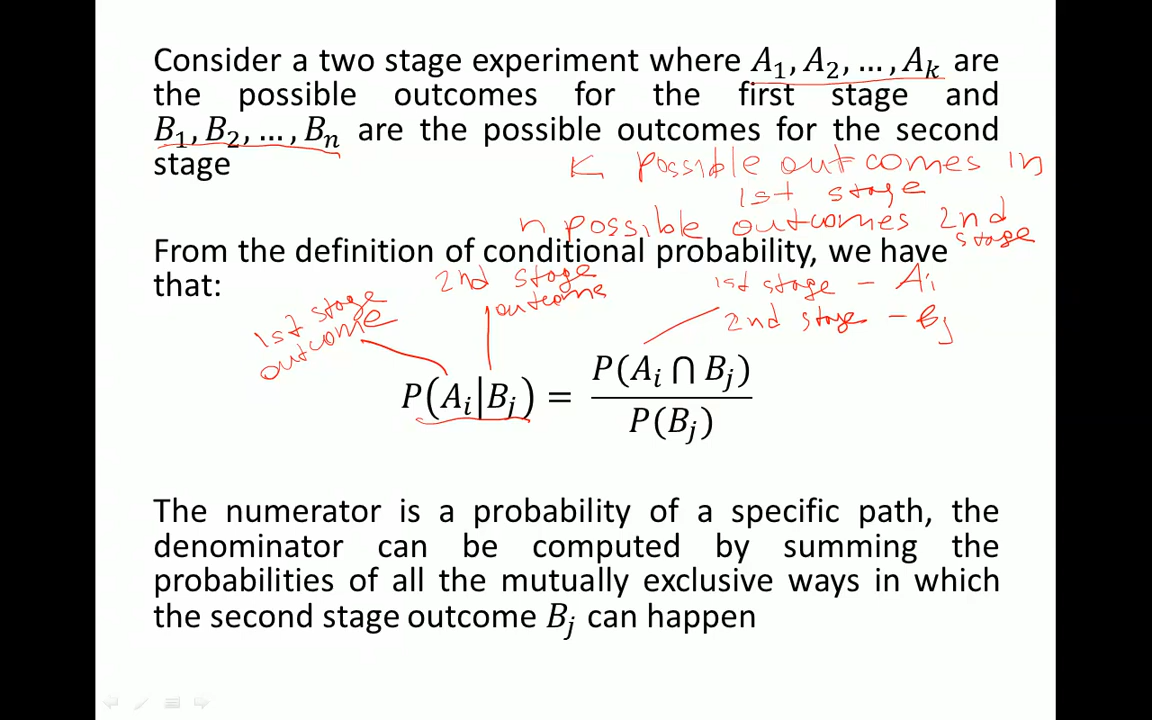 Consider a two stage experiment where A₁, A₂, … , Aₖ are
the possible outcomes for the first stage and
B₁, B₂, … , Bₙ are the possible outcomes for the second
stage
K possible outcomes in
1st stage
n possible outcomes 2nd
stage
From the definition of conditional probability, we have
that:
1st stage
outcome
2nd stage
outcome
1st stage – Ai
2nd stage – Bj
P(Aᵢ|Bⱼ) = P(Aᵢ ⋂ Bⱼ) / P(Bⱼ)
The numerator is a probability of a specific path, the
denominator can be computed by summing the
probabilities of all the mutually exclusive ways in which
the second stage outcome Bⱼ can happen